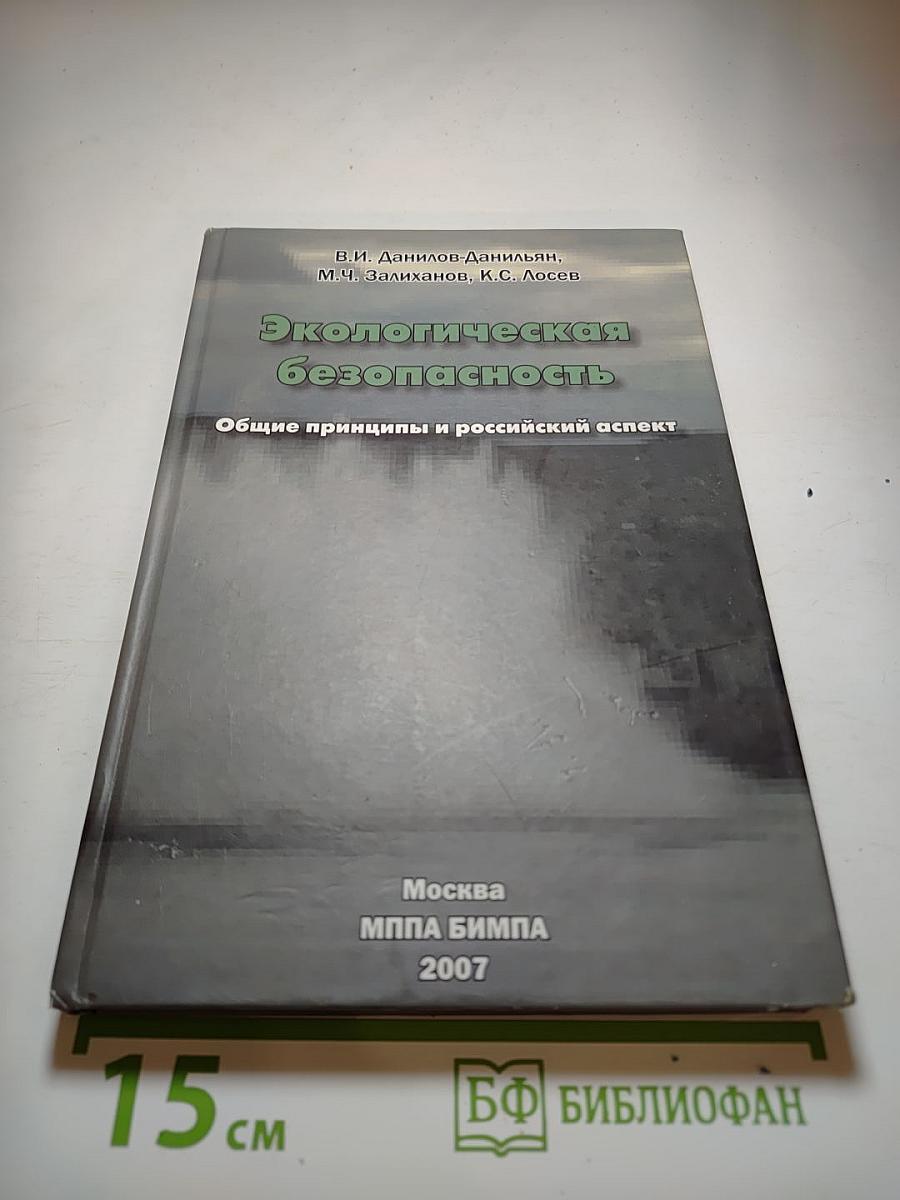 В.И. Данилов-Данильян,
М.Ч. Залиханов, К.С. Лосев
Экологическая
безопасность
Общие принципы и российский аспект
Москва
МППА БИМПА
2007
15 см
БФ БИБЛИОФАН